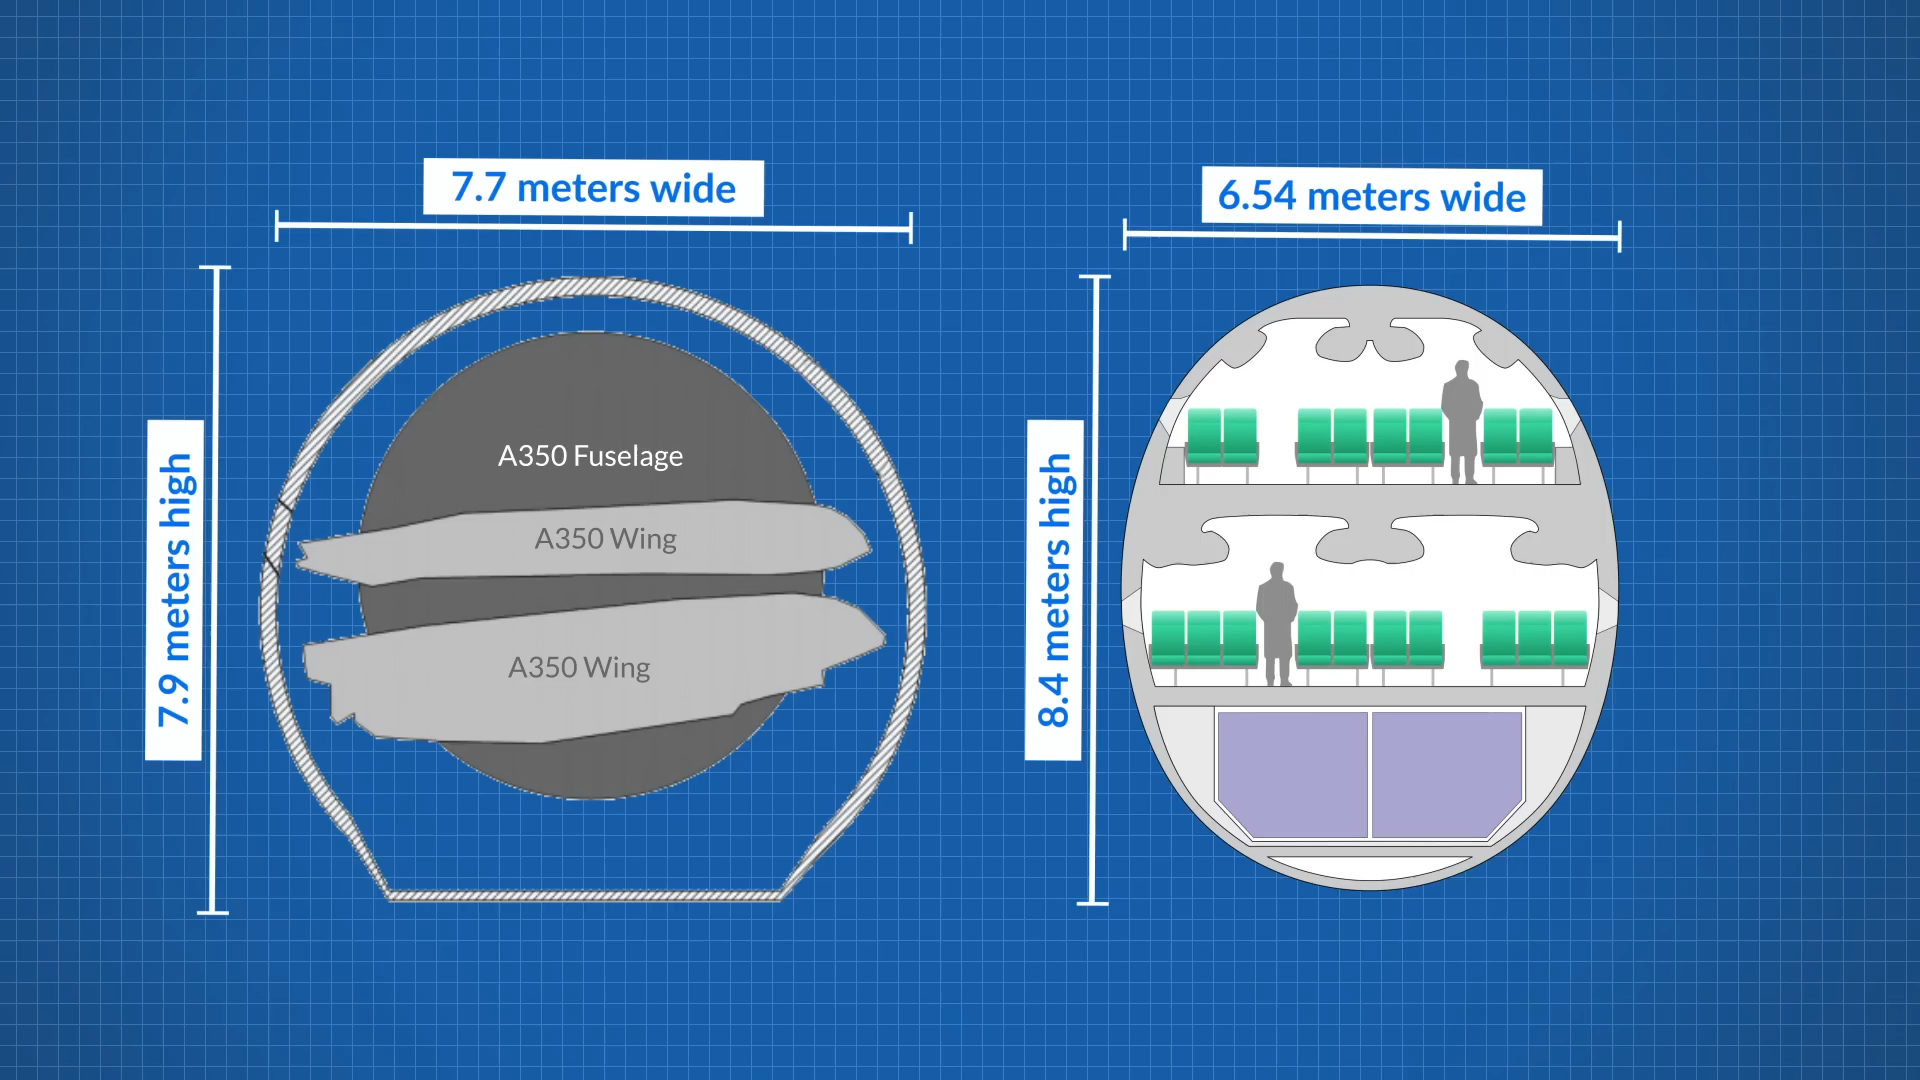 7.7 meters wide
7.9 meters high
A350 Fuselage
A350 Wing
A350 Wing
6.54 meters wide
8.4 meters high